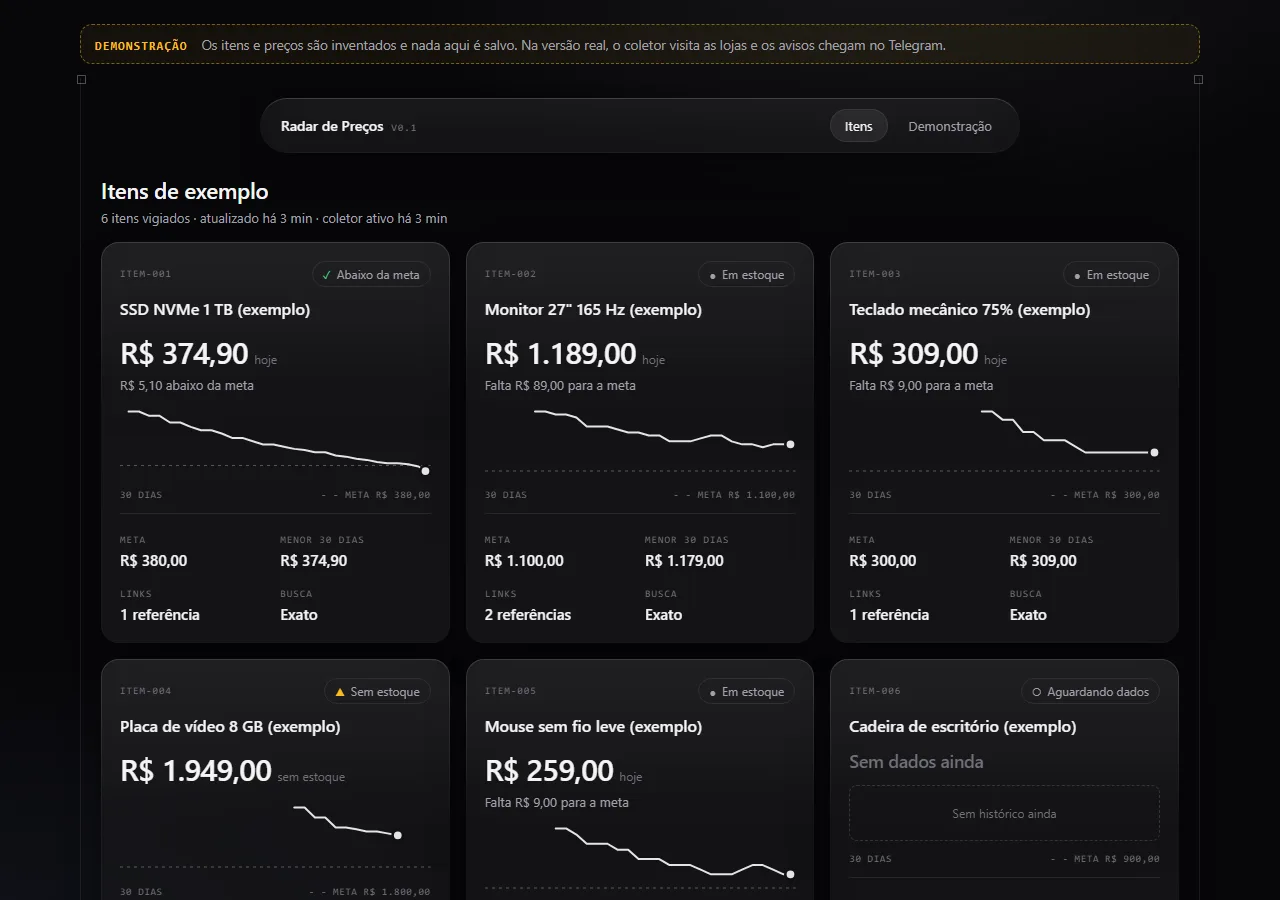 DEMONSTRAÇÃO Os itens e preços são inventados e nada aqui é salvo. Na versão real, o coletor visita as lojas e os avisos chegam no Telegram.
Radar de Preços V0.1 Itens Demonstração
Itens de exemplo
6 itens vigiados · atualizado há 3 min · coletor ativo há 3 min
ITEM-001 ✓ Abaixo da meta
SSD NVMe 1 TB (exemplo)
R$ 374,90 hoje
R$ 5,10 abaixo da meta
30 DIAS - - META R$ 380,00
META MENOR 30 DIAS
R$ 380,00 R$ 374,90
LINKS BUSCA
1 referência Exato
ITEM-002 ● Em estoque
Monitor 27" 165 Hz (exemplo)
R$ 1.189,00 hoje
Falta R$ 89,00 para a meta
30 DIAS - - META R$ 1.100,00
META MENOR 30 DIAS
R$ 1.100,00 R$ 1.179,00
LINKS BUSCA
2 referências Exato
ITEM-003 ● Em estoque
Teclado mecânico 75% (exemplo)
R$ 309,00 hoje
Falta R$ 9,00 para a meta
30 DIAS - - META R$ 300,00
META MENOR 30 DIAS
R$ 300,00 R$ 309,00
LINKS BUSCA
1 referência Exato
ITEM-004 ▲ Sem estoque
Placa de vídeo 8 GB (exemplo)
R$ 1.949,00 sem estoque
30 DIAS - - META R$ 1.800,00
ITEM-005 ● Em estoque
Mouse sem fio leve (exemplo)
R$ 259,00 hoje
Falta R$ 9,00 para a meta
ITEM-006 ○ Aguardando dados
Cadeira de escritório (exemplo)
Sem dados ainda
Sem histórico ainda
30 DIAS - - META R$ 900,00